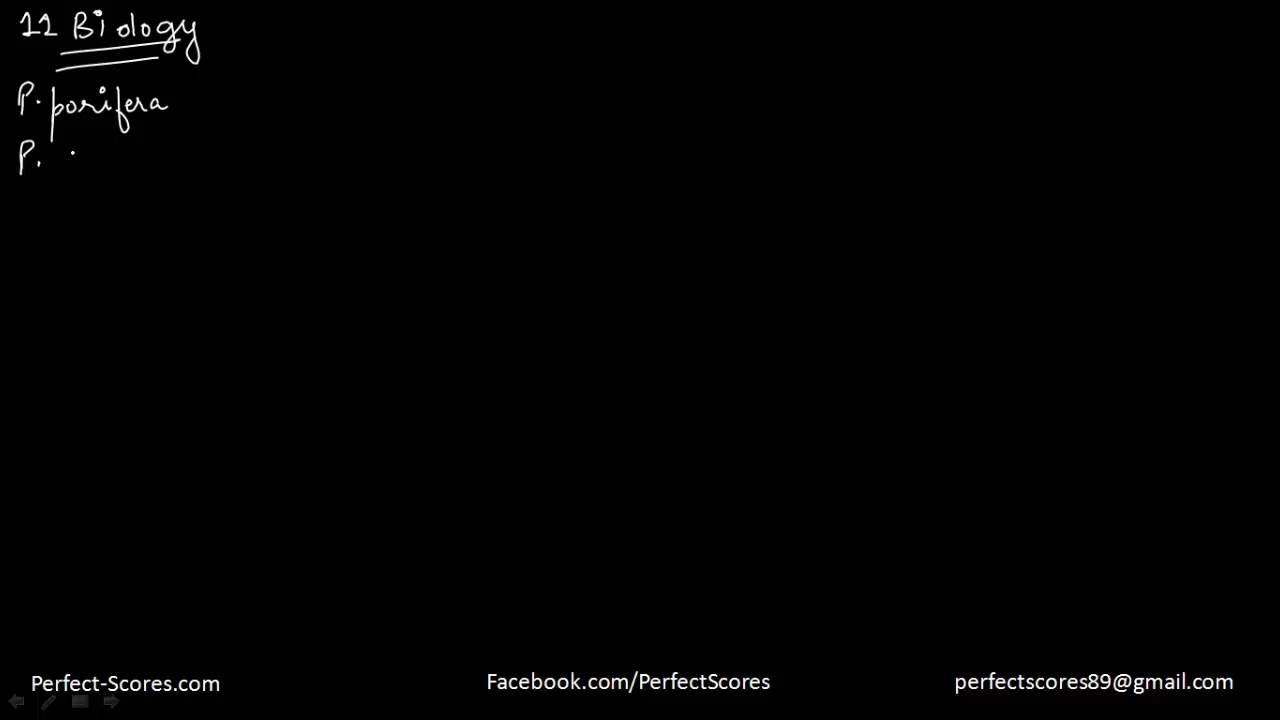 11 Biology
P. porifera
P.
Perfect-Scores.com
Facebook.com/PerfectScores
perfectscores89@gmail.com